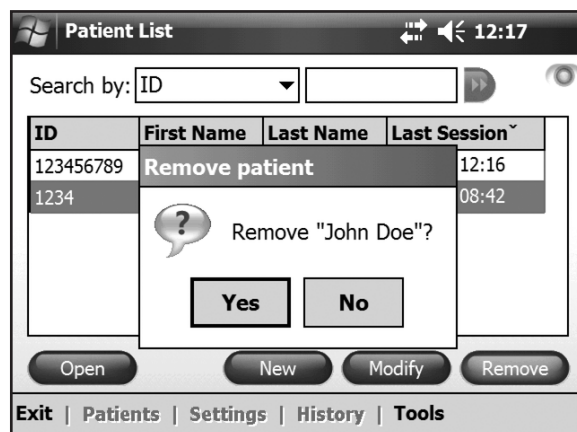 Patient List 12:17
Search by: ID
ID First Name Last Name Last Session
123456789 12:16
1234 08:42
Remove patient
Remove "John Doe"?
Yes No
Open New Modify Remove
Exit | Patients | Settings | History | Tools